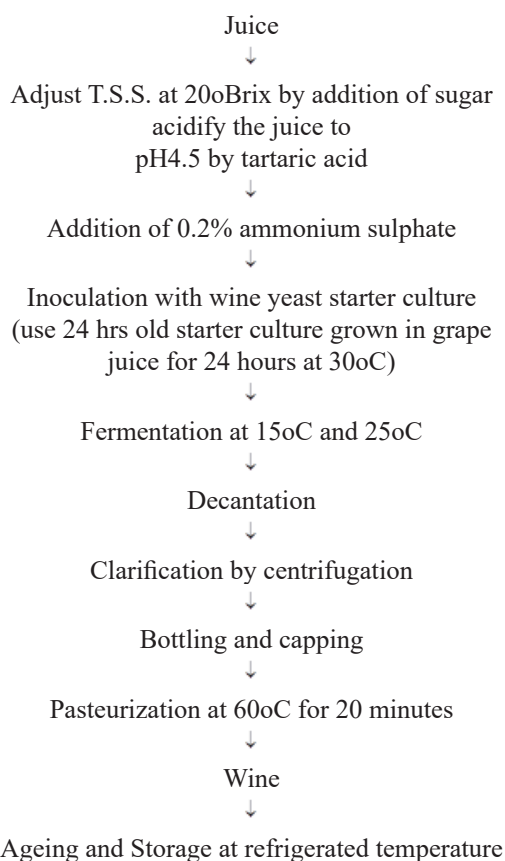 Juice
↓
Adjust T.S.S. at 20oBrix by addition of sugar
acidify the juice to
pH4.5 by tartaric acid
↓
Addition of 0.2% ammonium sulphate
↓
Inoculation with wine yeast starter culture
(use 24 hrs old starter culture grown in grape
juice for 24 hours at 30oC)
↓
Fermentation at 15oC and 25oC
↓
Decantation
↓
Clarification by centrifugation
↓
Bottling and capping
↓
Pasteurization at 60oC for 20 minutes
↓
Wine
↓
Ageing and Storage at refrigerated temperature